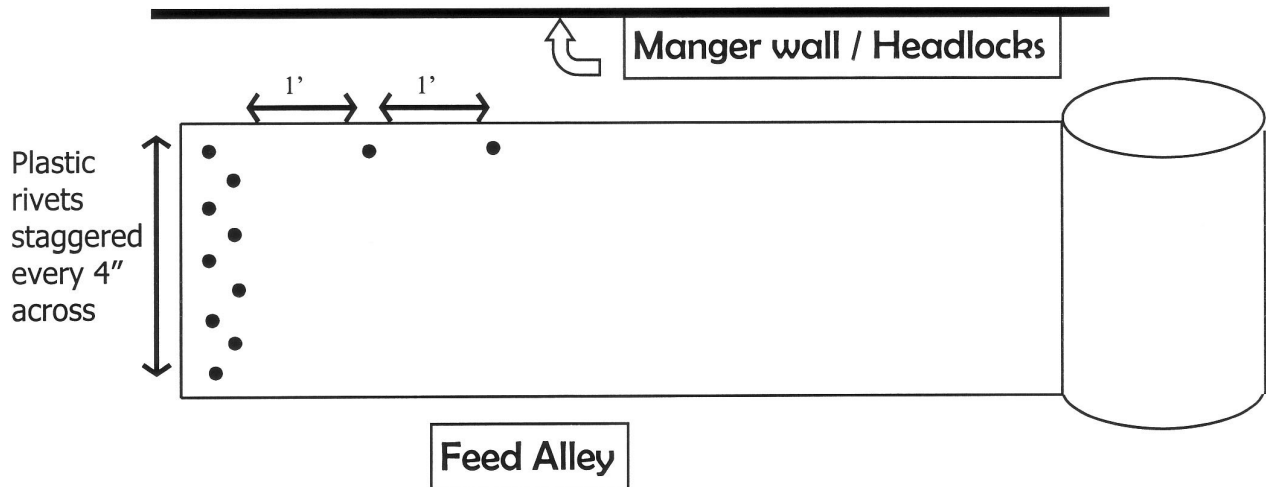 Manger wall / Headlocks
1’
1’
Plastic
rivets
staggered
every 4”
across
Feed Alley